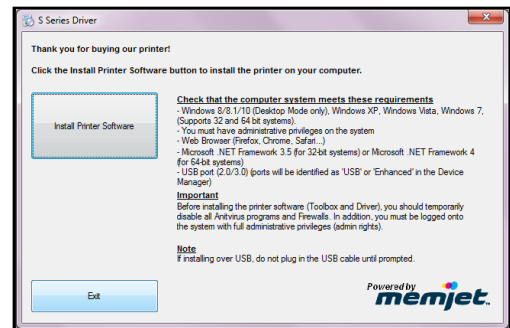 S Series Driver
Thank you for buying our printer!
Click the Install Printer Software button to install the printer on your computer.
Install Printer Software
Check that the computer system meets these requirements
- Windows 8/8.1/10 (Desktop Mode only), Windows XP, Windows Vista, Windows 7,
(Supports 32 and 64 bit systems).
- You must have administrative privileges on the system
- Web Browser (Firefox, Chrome, Safari...)
- Microsoft .NET Framework 3.5 (for 32-bit systems) or Microsoft .NET Framework 4
(for 64-bit systems)
- USB port (2.0/3.0) (ports will be identified as 'USB' or 'Enhanced' in the Device
Manager)
Important
Before installing the printer software (Toolbox and Driver), you should temporarily
disable all Anitvirus programs and Firewalls. In addition, you must be logged onto
the system with full administrative privileges (admin rights).
Note
If installing over USB, do not plug in the USB cable until prompted.
Exit
Powered by
memjet